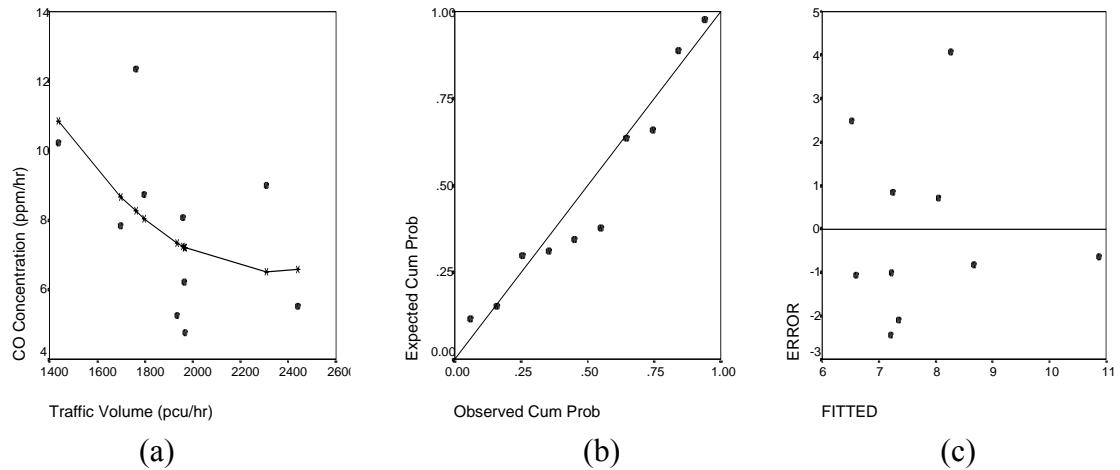 14
12
10
8
6
4
CO Concentration (ppm/hr)
1400 1600 1800 2000 2200 2400 2600
Traffic Volume (pcu/hr)
(a)
1.00
.75
.50
.25
0.00
Expected Cum Prob
0.00 .25 .50 .75 1.00
Observed Cum Prob
(b)
5
4
3
2
1
0
-1
-2
-3
ERROR
6 7 8 9 10 11
FITTED
(c)